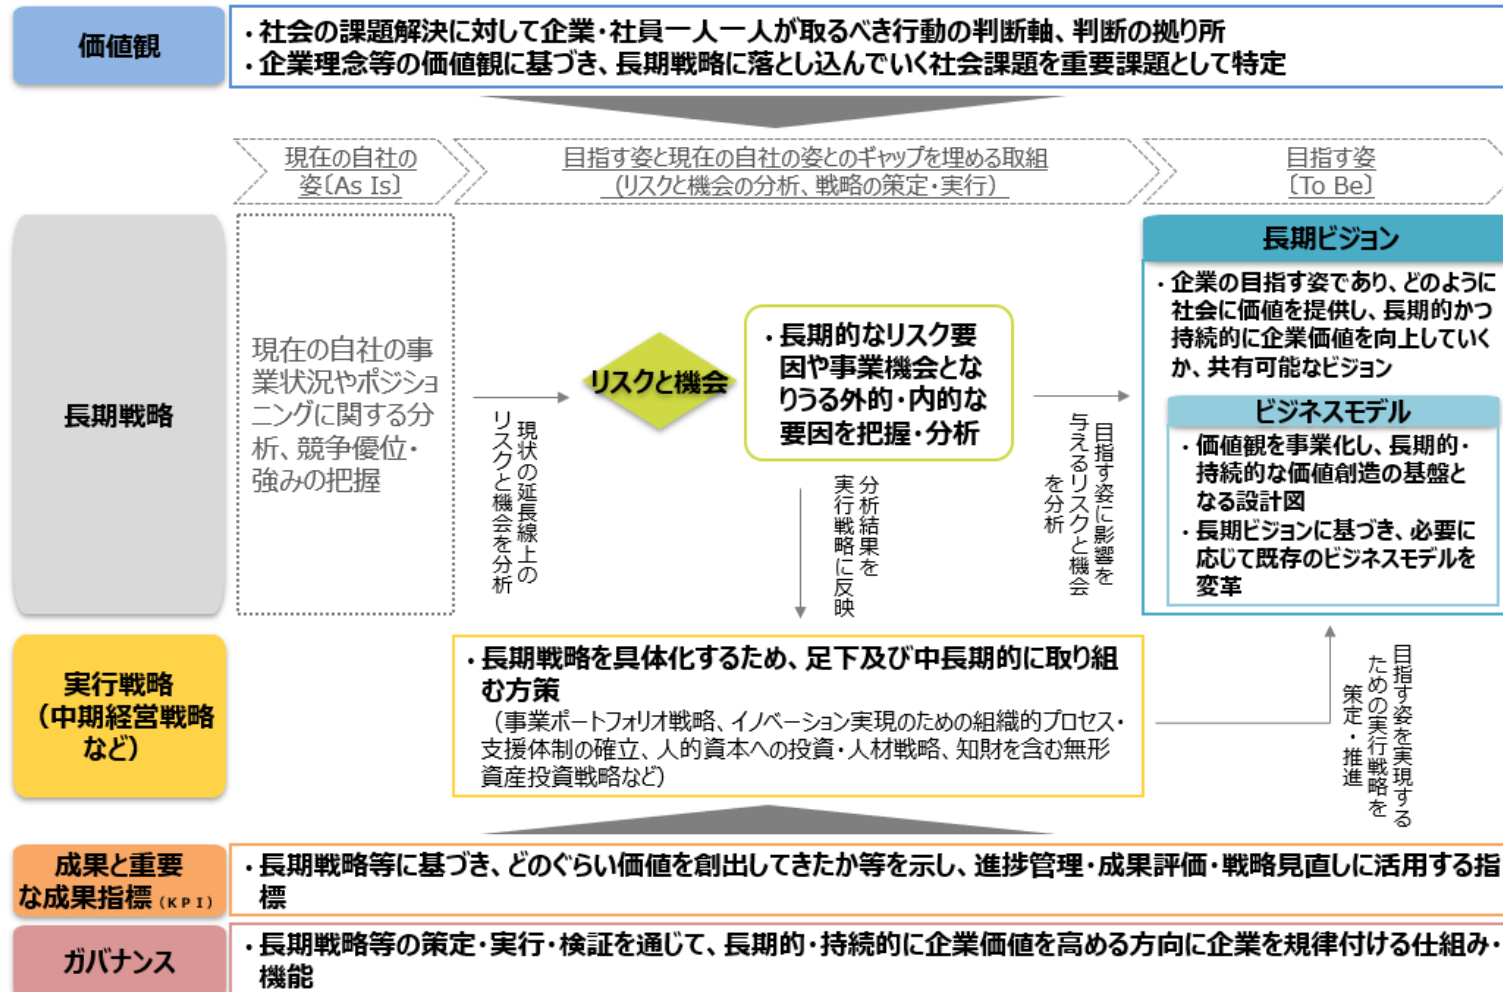 価値観
・社会の課題解決に対して企業・社員一人一人が取るべき行動の判断軸、判断の拠り所
・企業理念等の価値観に基づき、長期戦略に落とし込んでいく社会課題を重要課題として特定
現在の自社の
姿〔As Is〕
目指す姿と現在の自社の姿とのギャップを埋める取組
(リスクと機会の分析、戦略の策定・実行)
目指す姿
〔To Be〕
長期戦略
現在の自社の事
業状況やポジショ
ニングに関する分
析、競争優位・
強みの把握
現状の延長線上の
リスクと機会を分析
リスクと機会
・長期的なリスク要
因や事業機会とな
りうる外的・内的な
要因を把握・分析
分析結果を
実行戦略に反映
目指す姿に影響を
与えるリスクと機会
を分析
長期ビジョン
・企業の目指す姿であり、どのように
社会に価値を提供し、長期的かつ
持続的に企業価値を向上していく
か、共有可能なビジョン
ビジネスモデル
・価値観を事業化し、長期的・
持続的な価値創造の基盤と
なる設計図
・長期ビジョンに基づき、必要に
応じて既存のビジネスモデルを
変革
実行戦略
（中期経営戦略
など）
・長期戦略を具体化するため、足下及び中長期的に取り組
む方策
（事業ポートフォリオ戦略、イノベーション実現のための組織的プロセス・
支援体制の確立、人的資本への投資・人材戦略、知財を含む無形
資産投資戦略など）
目指す姿を実現する
ための実行戦略を
策定・推進
成果と重要
な成果指標（KPI）
・長期戦略等に基づき、どのぐらい価値を創出してきたか等を示し、進捗管理・成果評価・戦略見直しに活用する指
標
ガバナンス
・長期戦略等の策定・実行・検証を通じて、長期的・持続的に企業価値を高める方向に企業を規律付ける仕組み・
機能